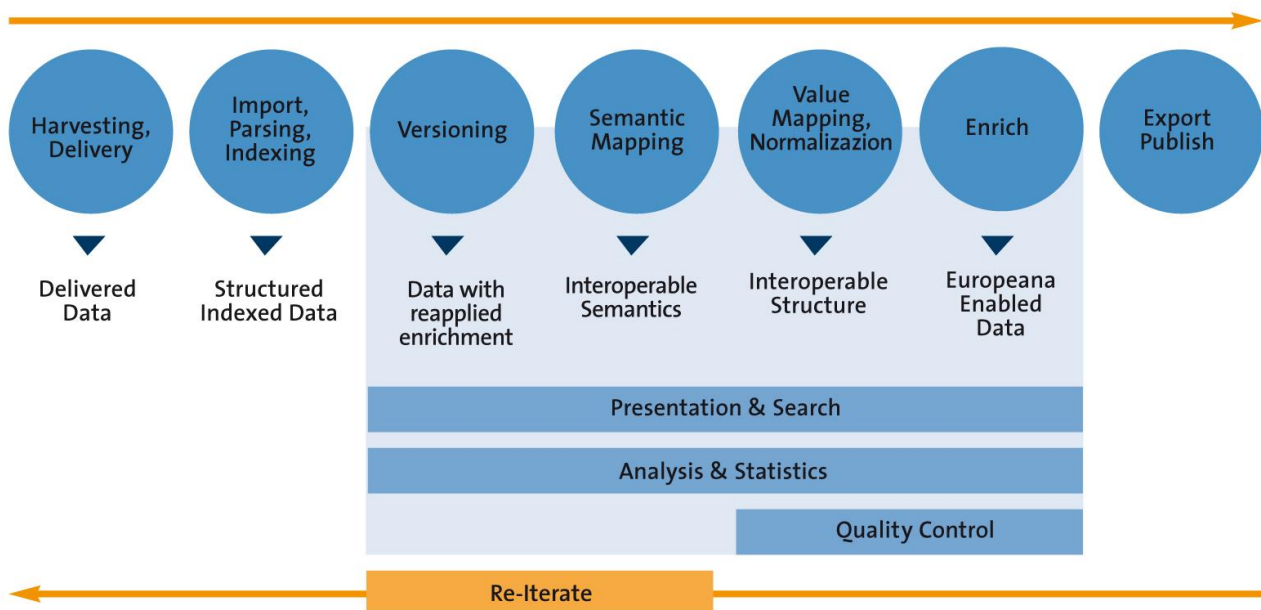 Harvesting,
Delivery
Import,
Parsing,
Indexing
Versioning
Semantic
Mapping
Value
Mapping,
Normalizazion
Enrich
Export
Publish
Delivered
Data
Structured
Indexed Data
Data with
reapplied
enrichment
Interoperable
Semantics
Interoperable
Structure
Europeana
Enabled
Data
Presentation & Search
Analysis & Statistics
Quality Control
Re-Iterate